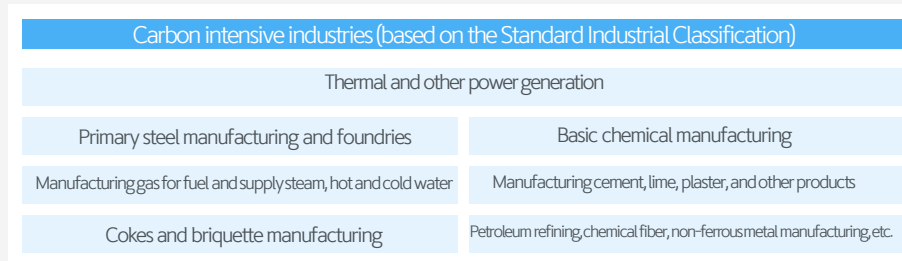 Carbon intensive industries (based on the Standard Industrial Classification)
Thermal and other power generation
Primary steel manufacturing and foundries
Basic chemical manufacturing
Manufacturing gas for fuel and supply steam, hot and cold water
Manufacturing cement, lime, plaster, and other products
Cokes and briquette manufacturing
Petroleum refining, chemical fiber, non-ferrous metal manufacturing, etc.